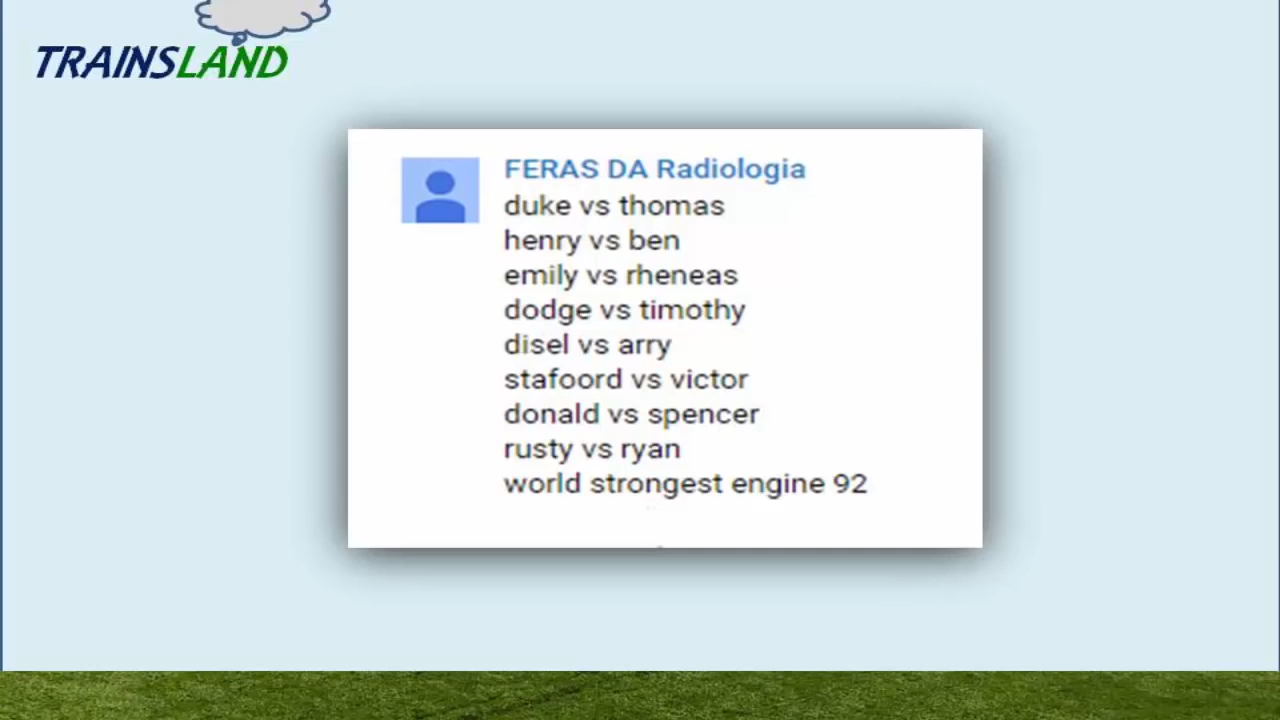 TRAINSLAND
FERAS DA Radiologia
duke vs thomas
henry vs ben
emily vs rheneas
dodge vs timothy
disel vs arry
stafoord vs victor
donald vs spencer
rusty vs ryan
world strongest engine 92